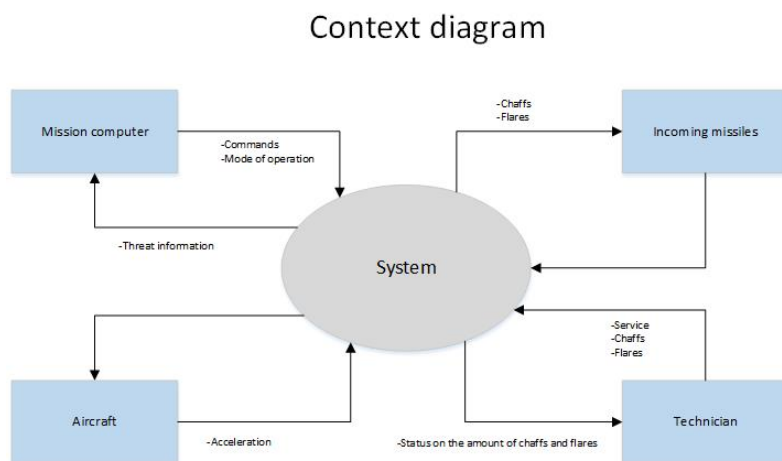 Context diagram
Mission computer
-Commands
-Mode of operation
-Chaffs
-Flares
Incoming missiles
-Threat information
System
-Service
-Chaffs
-Flares
Aircraft
-Acceleration
-Status on the amount of chaffs and flares
Technician